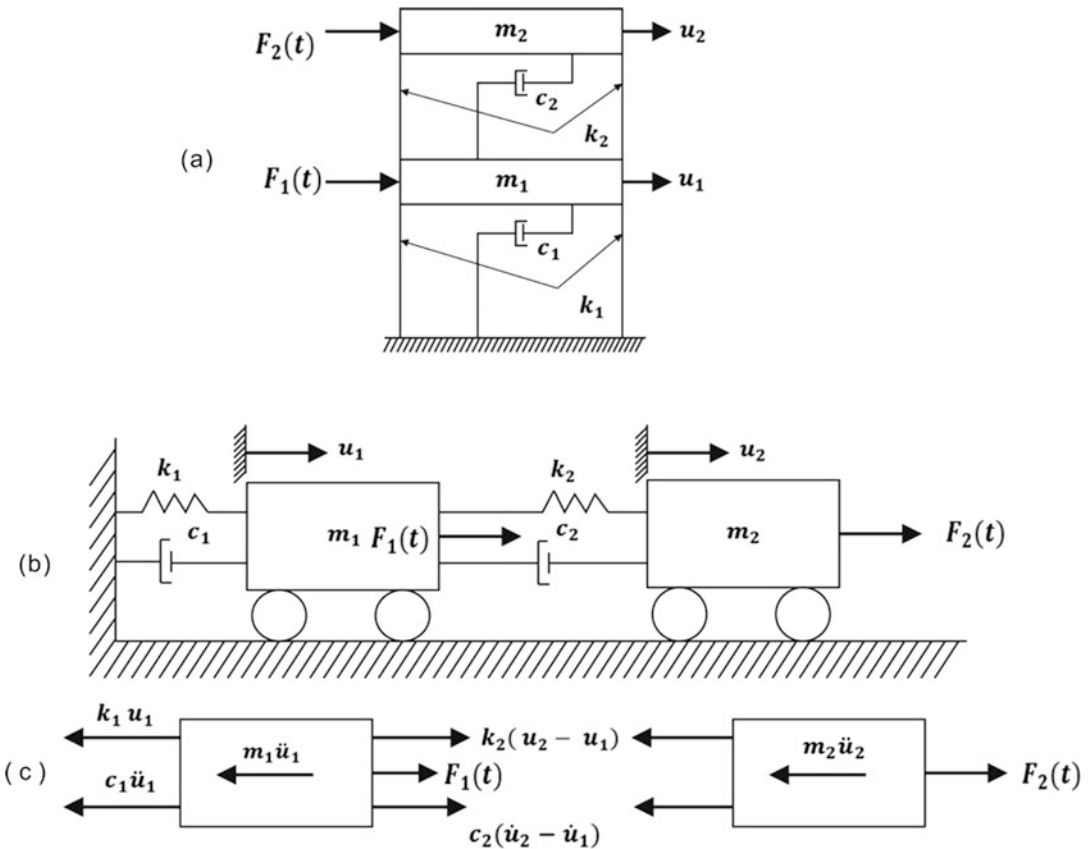 F₂(t) m₂ u₂
c₂
k₂
(a)
F₁(t) m₁ u₁
c₁
k₁
u₁ u₂
k₁ k₂
c₁ m₁ F₁(t) c₂ m₂ F₂(t)
(b)
k₁ u₁ k₂( u₂ − u₁)
m₁ü₁ m₂ü₂
(c) F₁(t) F₂(t)
c₁ü₁
c₂(u̇₂ − u̇₁)